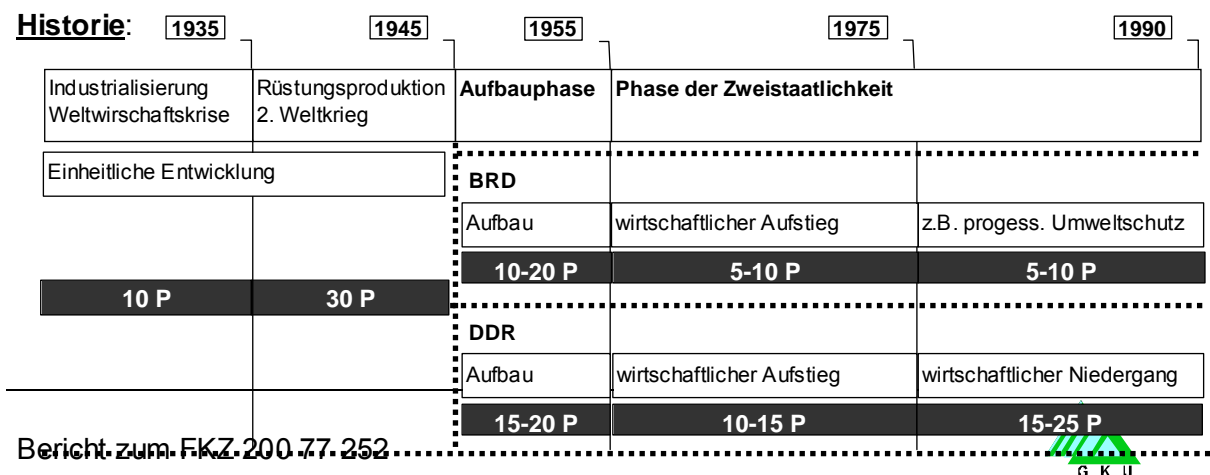 Historie: 1935 1945 1955 1975 1990
Industrialisierung Rüstungsproduktion Aufbauphase Phase der Zweistaatlichkeit
Weltwirschaftskrise 2. Weltkrieg
Einheitliche Entwicklung
BRD
Aufbau wirtschaftlicher Aufstieg z.B. progess. Umweltschutz
10-20 P 5-10 P 5-10 P
10 P 30 P
DDR
Aufbau wirtschaftlicher Aufstieg wirtschaftlicher Niedergang
15-20 P 10-15 P 15-25 P
Bericht zum FKZ 200 77 252
G K U